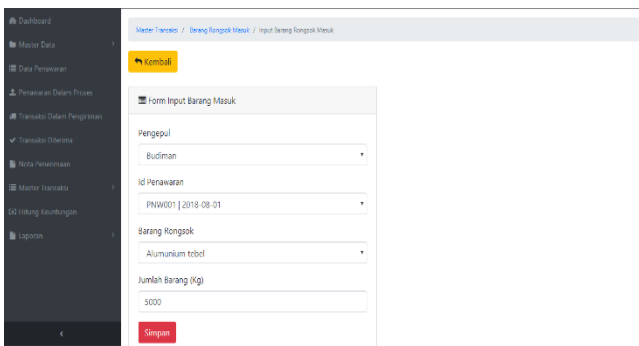 Dashboard
Master Data
Data Penawaran
Penawaran Dalam Proses
Transaksi Dalam Pengiriman
Transaksi Diterima
Nota Penerimaan
Master Transaksi
Hitung Keuntungan
Laporan
Master Transaksi / Barang Rongsok Masuk / Input Barang Rongsok Masuk
Kembali
Form Input Barang Masuk
Pengepul
Budiman
Id Penawaran
PNW001 | 2018-08-01
Barang Rongsok
Alumunium tebel
Jumlah Barang (Kg)
5000
Simpan